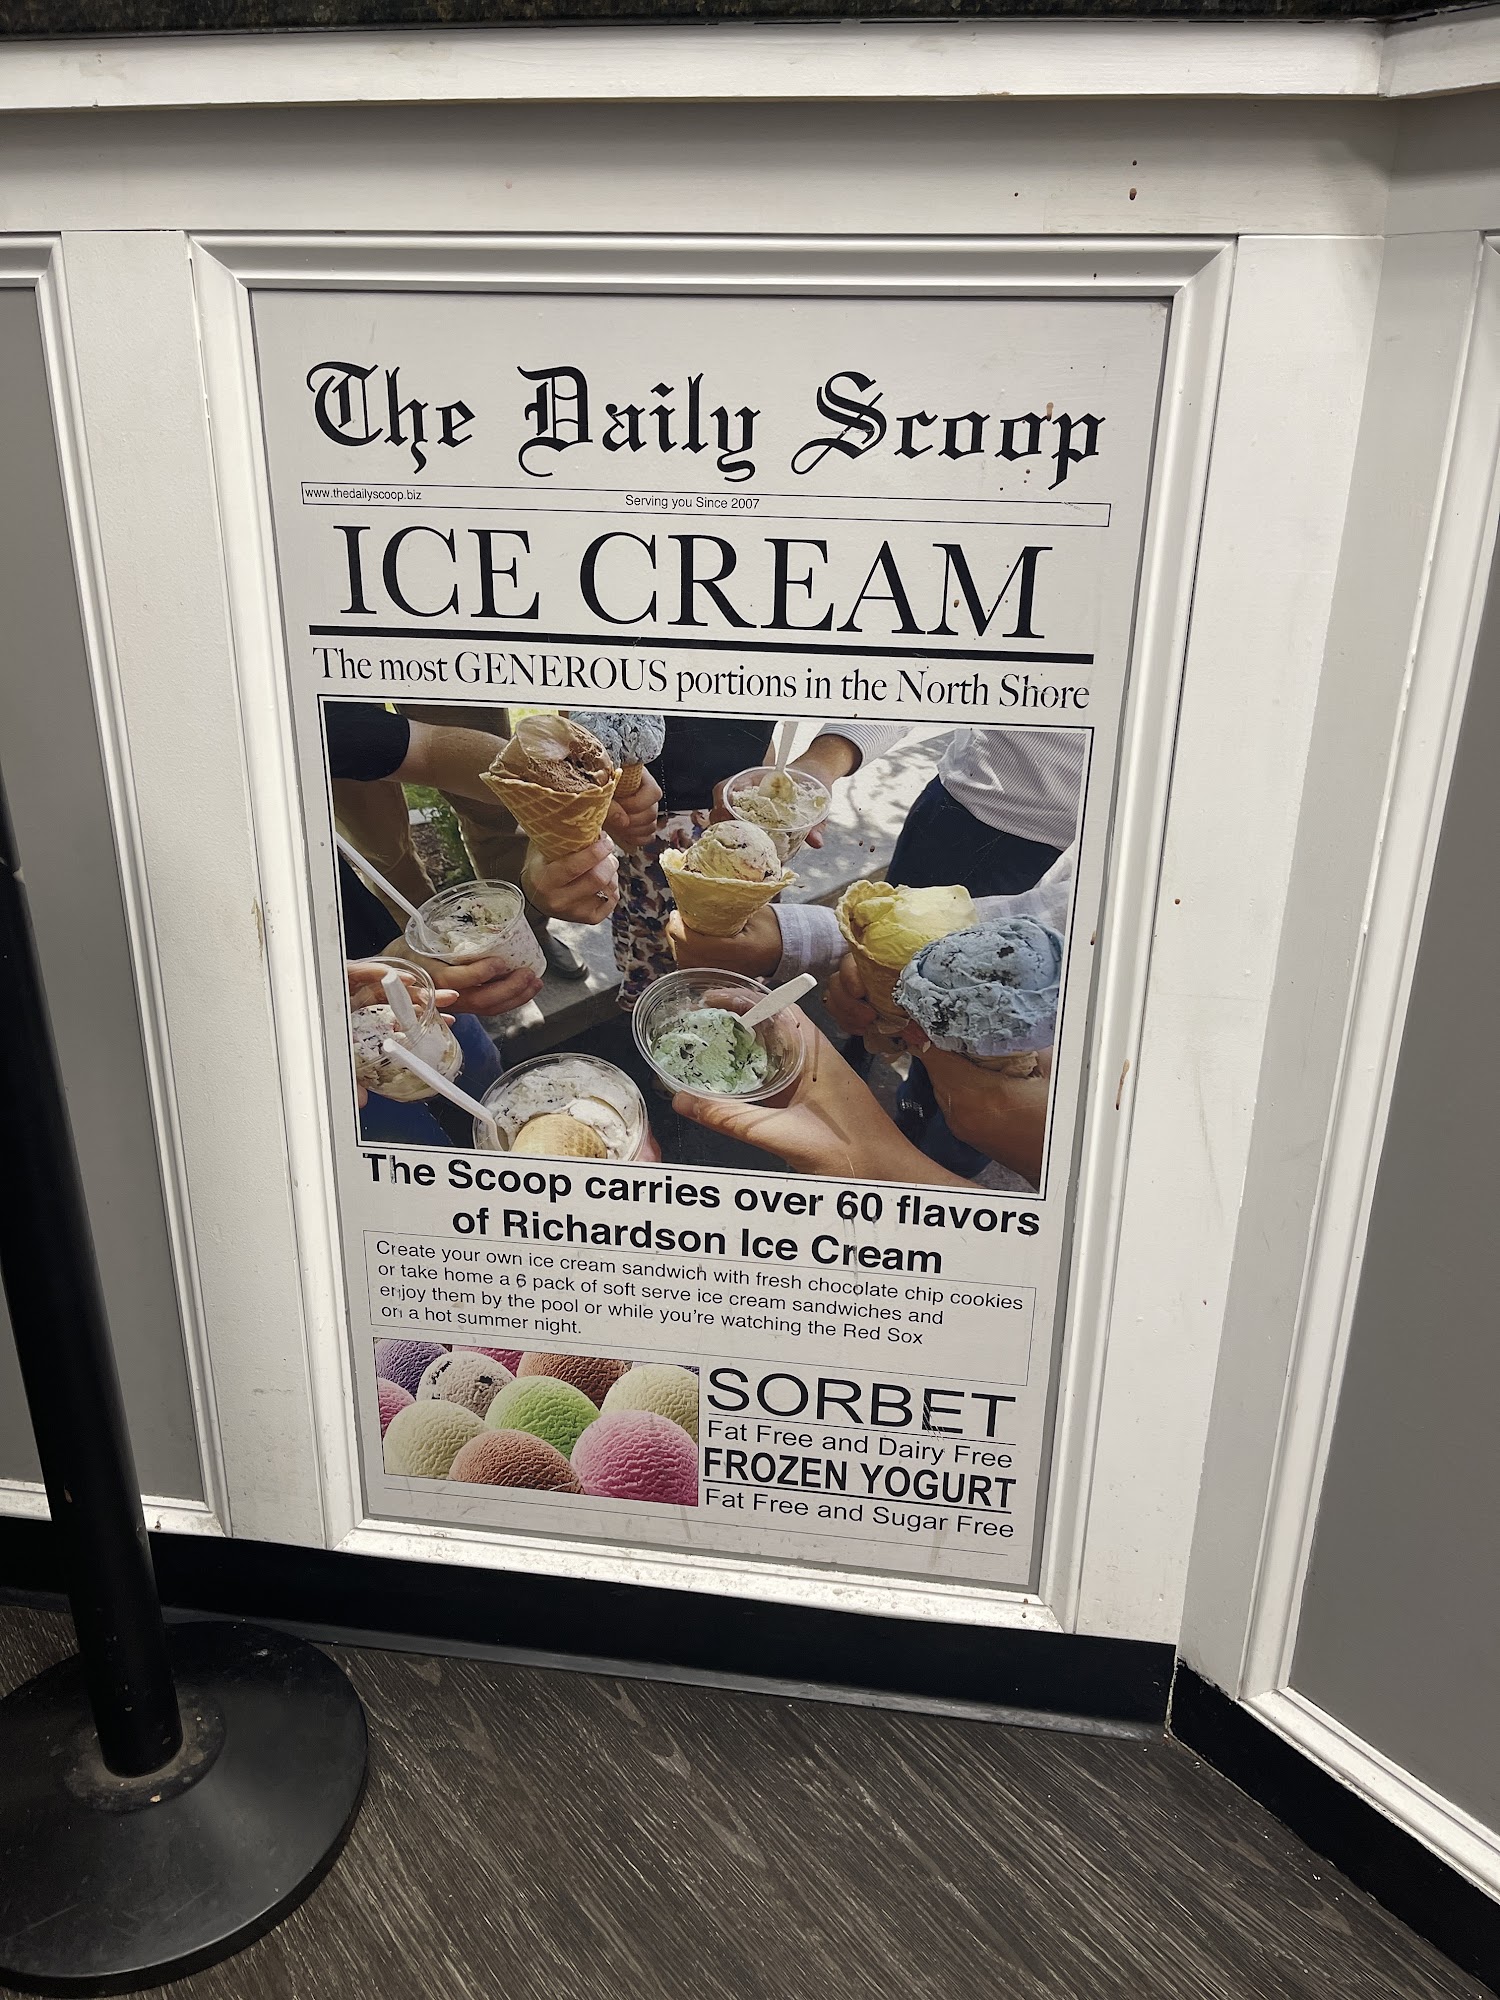 The Daily Scoop
www.thedailyscoop.biz Serving you Since 2007
ICE CREAM
The most GENEROUS portions in the North Shore
The Scoop carries over 60 flavors
of Richardson Ice Cream
Create your own ice cream sandwich with fresh chocolate chip cookies
or take home a 6 pack of soft serve ice cream sandwiches and
enjoy them by the pool or while you're watching the Red Sox
on a hot summer night.
SORBET
Fat Free and Dairy Free
FROZEN YOGURT
Fat Free and Sugar Free